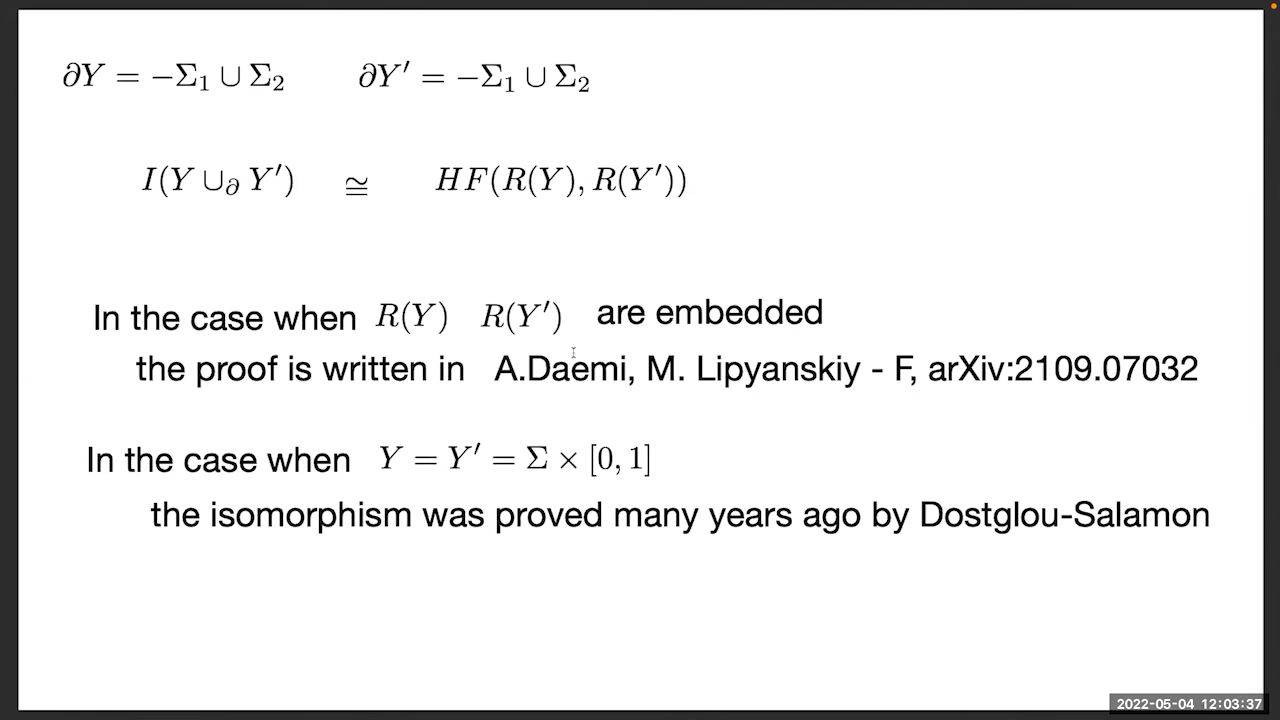 ∂Y = −Σ₁ ∪ Σ₂ ∂Y′ = −Σ₁ ∪ Σ₂
I(Y ∪∂ Y′) ≅ HF(R(Y), R(Y′))
In the case when R(Y) R(Y′) are embedded
the proof is written in A.Daemi, M. Lipyanskiy - F, arXiv:2109.07032
In the case when Y = Y′ = Σ × [0, 1]
the isomorphism was proved many years ago by Dostglou-Salamon
2022-05-04 12:03:37